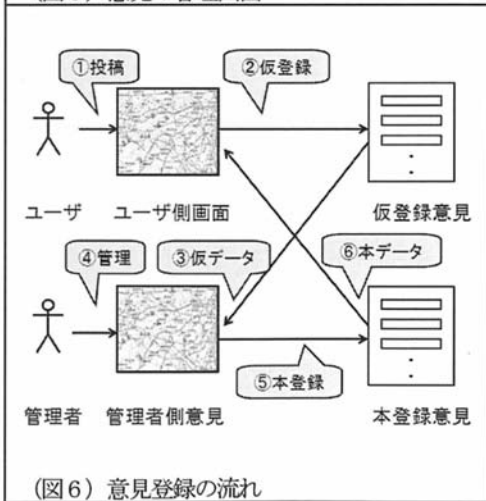 ①投稿
②仮登録
ユーザ
ユーザ側画面
仮登録意見
④管理
③仮データ
⑥本データ
⑤本登録
管理者
管理者側意見
本登録意見
(図6) 意見登録の流れ